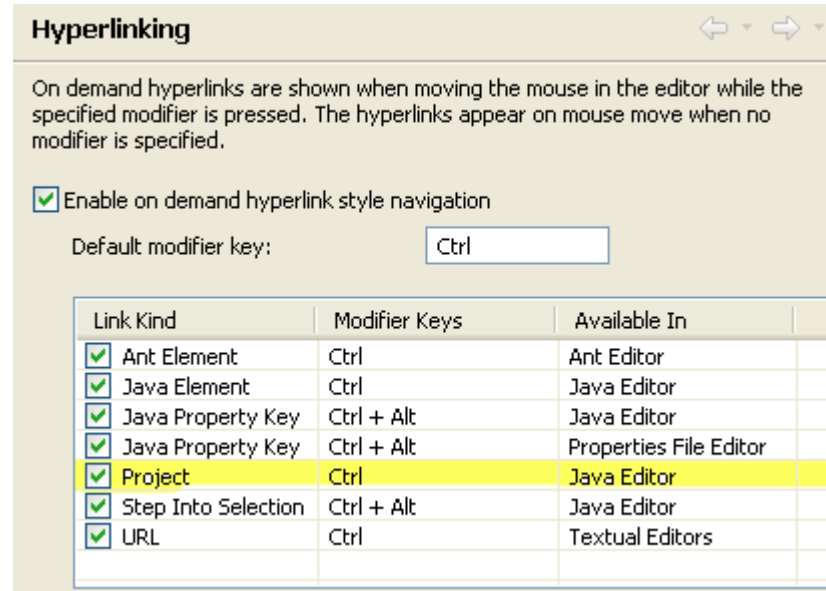 Hyperlinking
On demand hyperlinks are shown when moving the mouse in the editor while the
specified modifier is pressed. The hyperlinks appear on mouse move when no
modifier is specified.
Enable on demand hyperlink style navigation
Default modifier key: Ctrl
Link Kind Modifier Keys Available In
Ant Element Ctrl Ant Editor
Java Element Ctrl Java Editor
Java Property Key Ctrl + Alt Java Editor
Java Property Key Ctrl + Alt Properties File Editor
Project Ctrl Java Editor
Step Into Selection Ctrl + Alt Java Editor
URL Ctrl Textual Editors